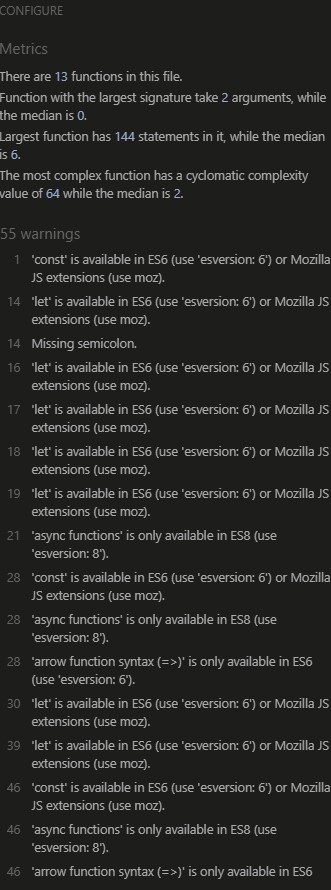 CONFIGURE
Metrics
There are 13 functions in this file.
Function with the largest signature take 2 arguments, while
the median is 0.
Largest function has 144 statements in it, while the median
is 6.
The most complex function has a cyclomatic complexity
value of 64 while the median is 2.
55 warnings
1 'const' is available in ES6 (use 'esversion: 6') or Mozilla
JS extensions (use moz).
14 'let' is available in ES6 (use 'esversion: 6') or Mozilla JS
extensions (use moz).
14 Missing semicolon.
16 'let' is available in ES6 (use 'esversion: 6') or Mozilla JS
extensions (use moz).
17 'let' is available in ES6 (use 'esversion: 6') or Mozilla JS
extensions (use moz).
18 'let' is available in ES6 (use 'esversion: 6') or Mozilla JS
extensions (use moz).
19 'let' is available in ES6 (use 'esversion: 6') or Mozilla JS
extensions (use moz).
21 'async functions' is only available in ES8 (use
'esversion: 8').
28 'const' is available in ES6 (use 'esversion: 6') or Mozilla
JS extensions (use moz).
28 'async functions' is only available in ES8 (use
'esversion: 8').
28 'arrow function syntax (=>)' is only available in ES6
(use 'esversion: 6').
30 'let' is available in ES6 (use 'esversion: 6') or Mozilla JS
extensions (use moz).
39 'let' is available in ES6 (use 'esversion: 6') or Mozilla JS
extensions (use moz).
46 'const' is available in ES6 (use 'esversion: 6') or Mozilla
JS extensions (use moz).
46 'async functions' is only available in ES8 (use
'esversion: 8').
46 'arrow function syntax (=>)' is only available in ES6